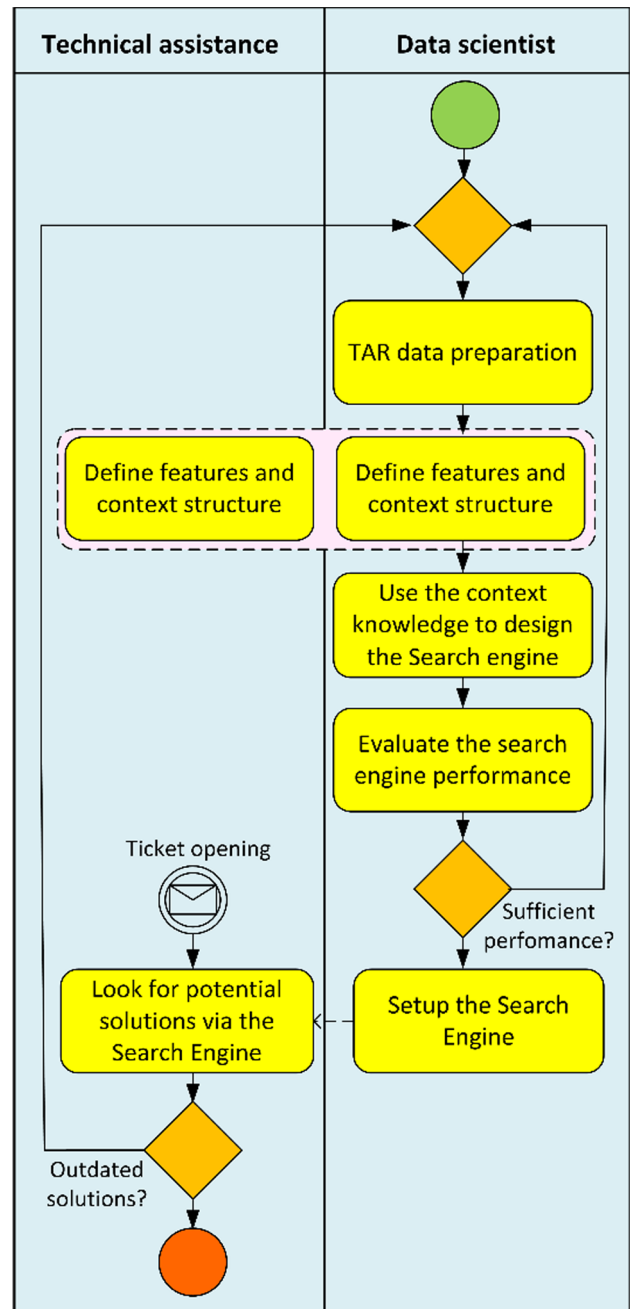 Technical assistance
Data scientist
TAR data preparation
Define features and
context structure
Define features and
context structure
Use the context
knowledge to design
the Search engine
Evaluate the search
engine performance
Ticket opening
Sufficient
perfomance?
Look for potential
solutions via the
Search Engine
Setup the Search
Engine
Outdated
solutions?